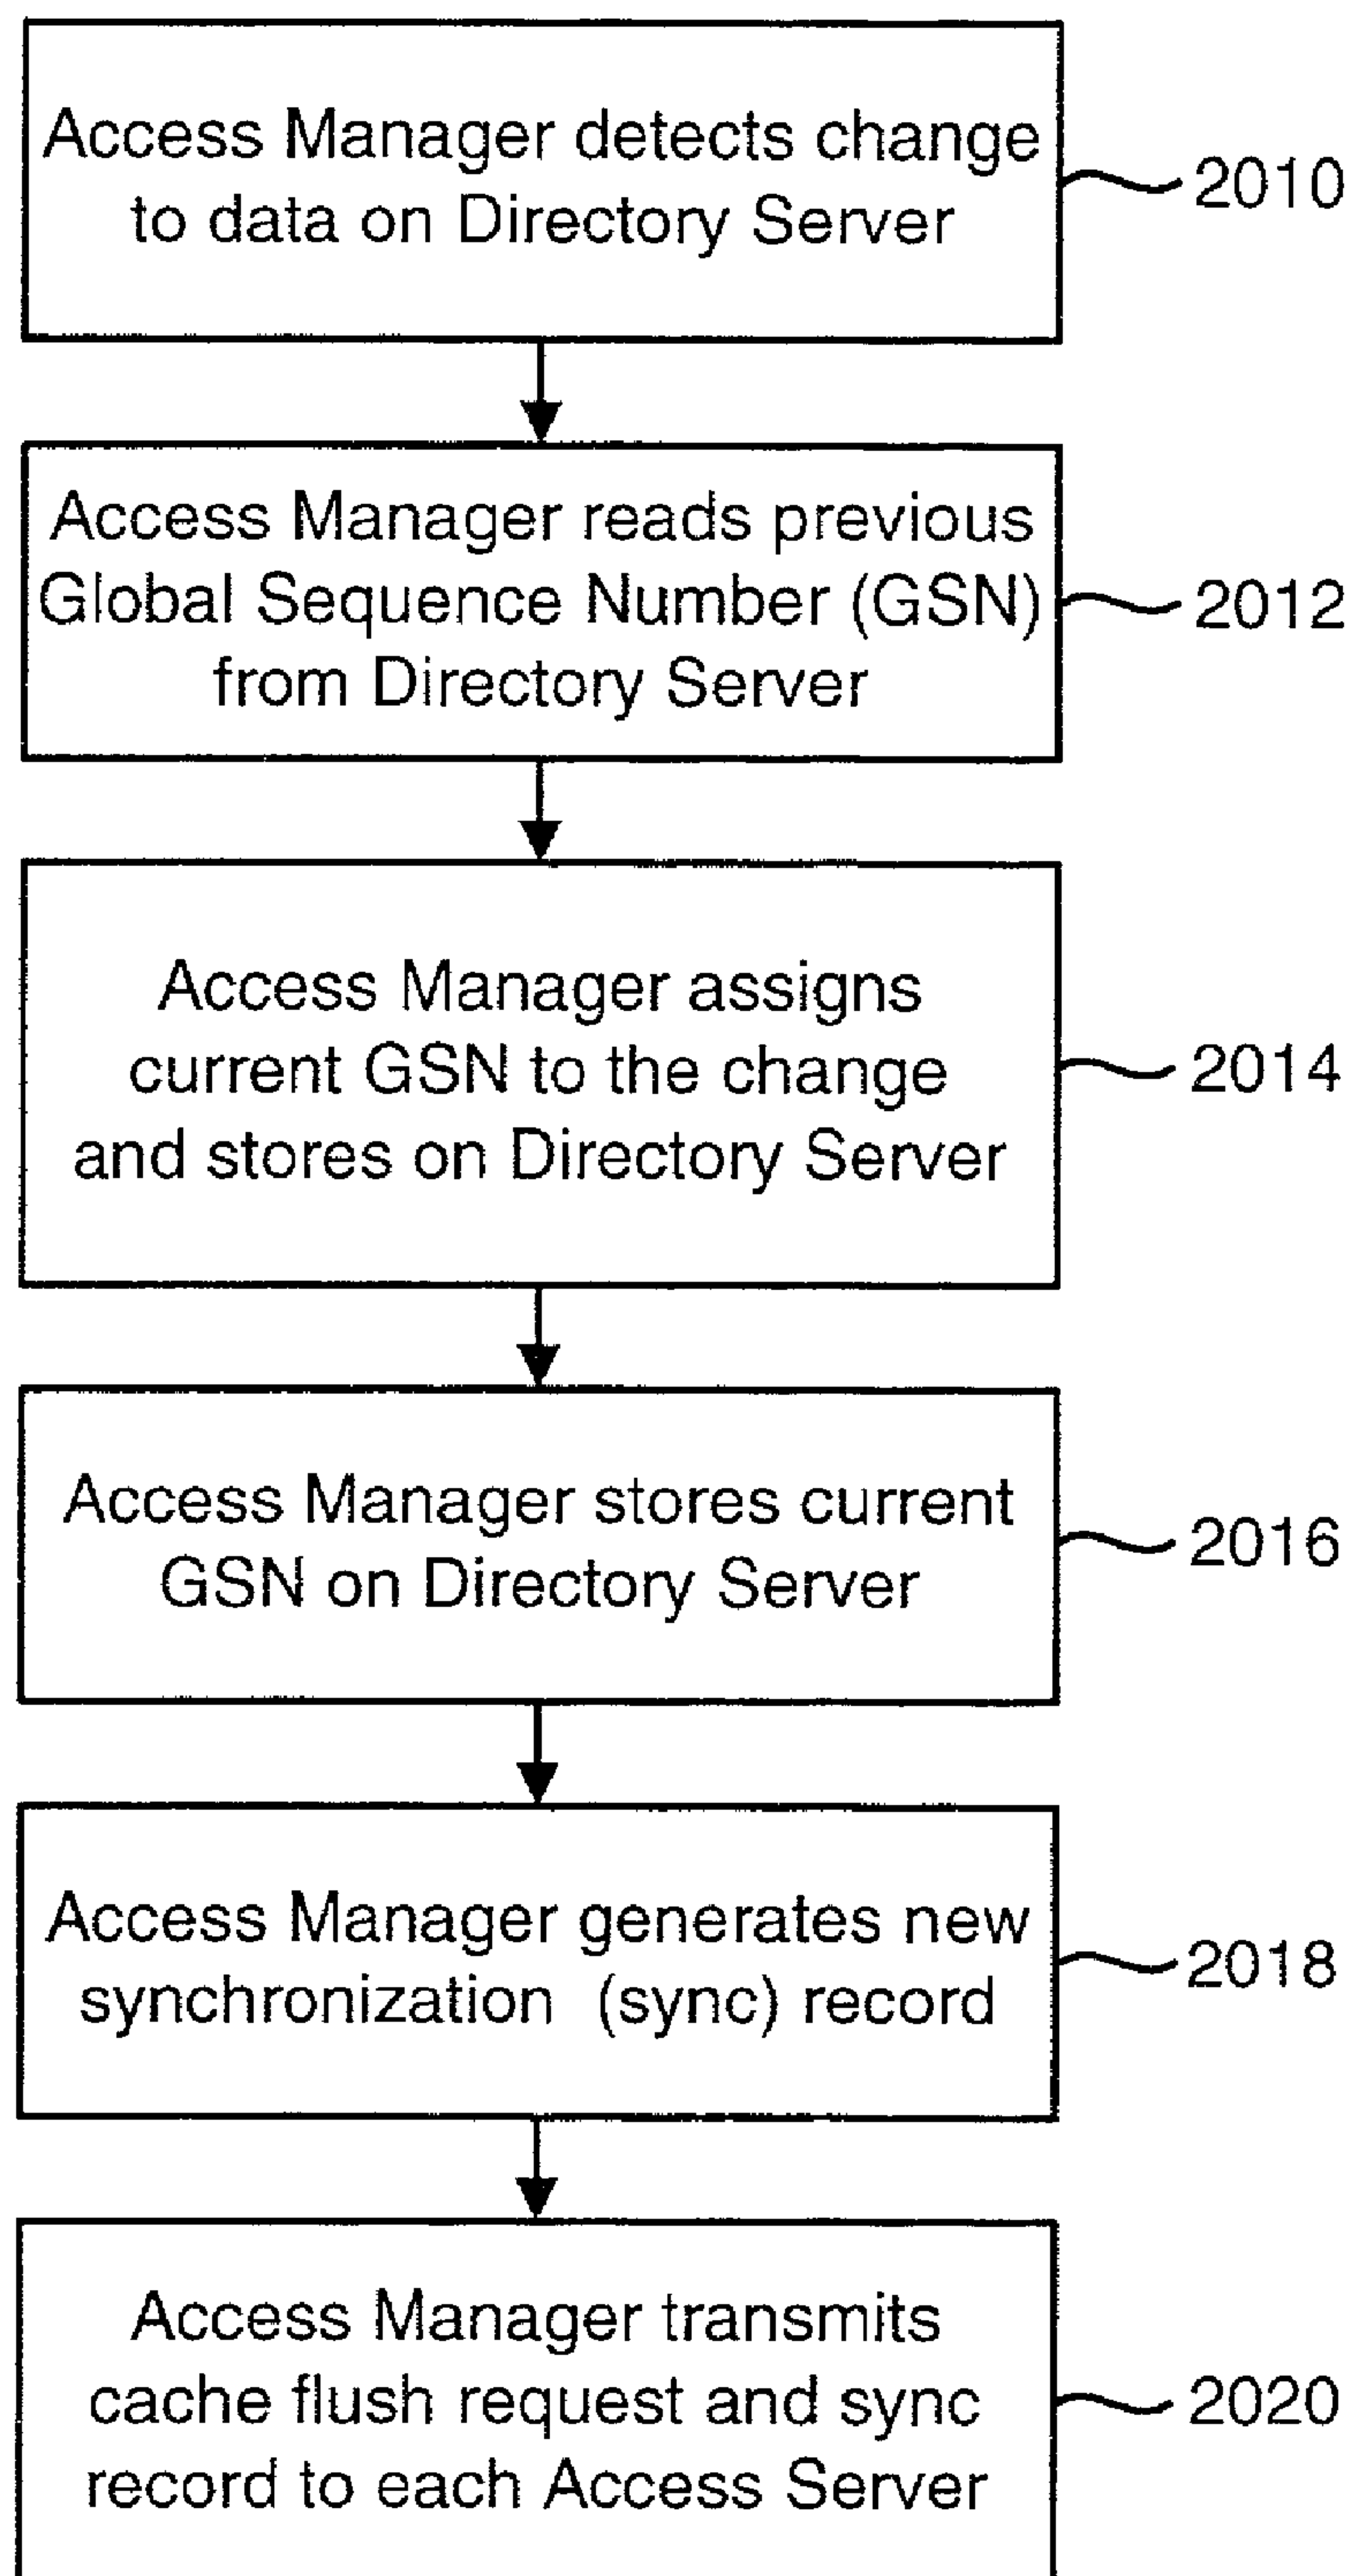 Access Manager detects change
to data on Directory Server
2010
Access Manager reads previous
Global Sequence Number (GSN)
from Directory Server
2012
Access Manager assigns
current GSN to the change
and stores on Directory Server
2014
Access Manager stores current
GSN on Directory Server
2016
Access Manager generates new
synchronization (sync) record
2018
Access Manager transmits
cache flush request and sync
record to each Access Server
2020